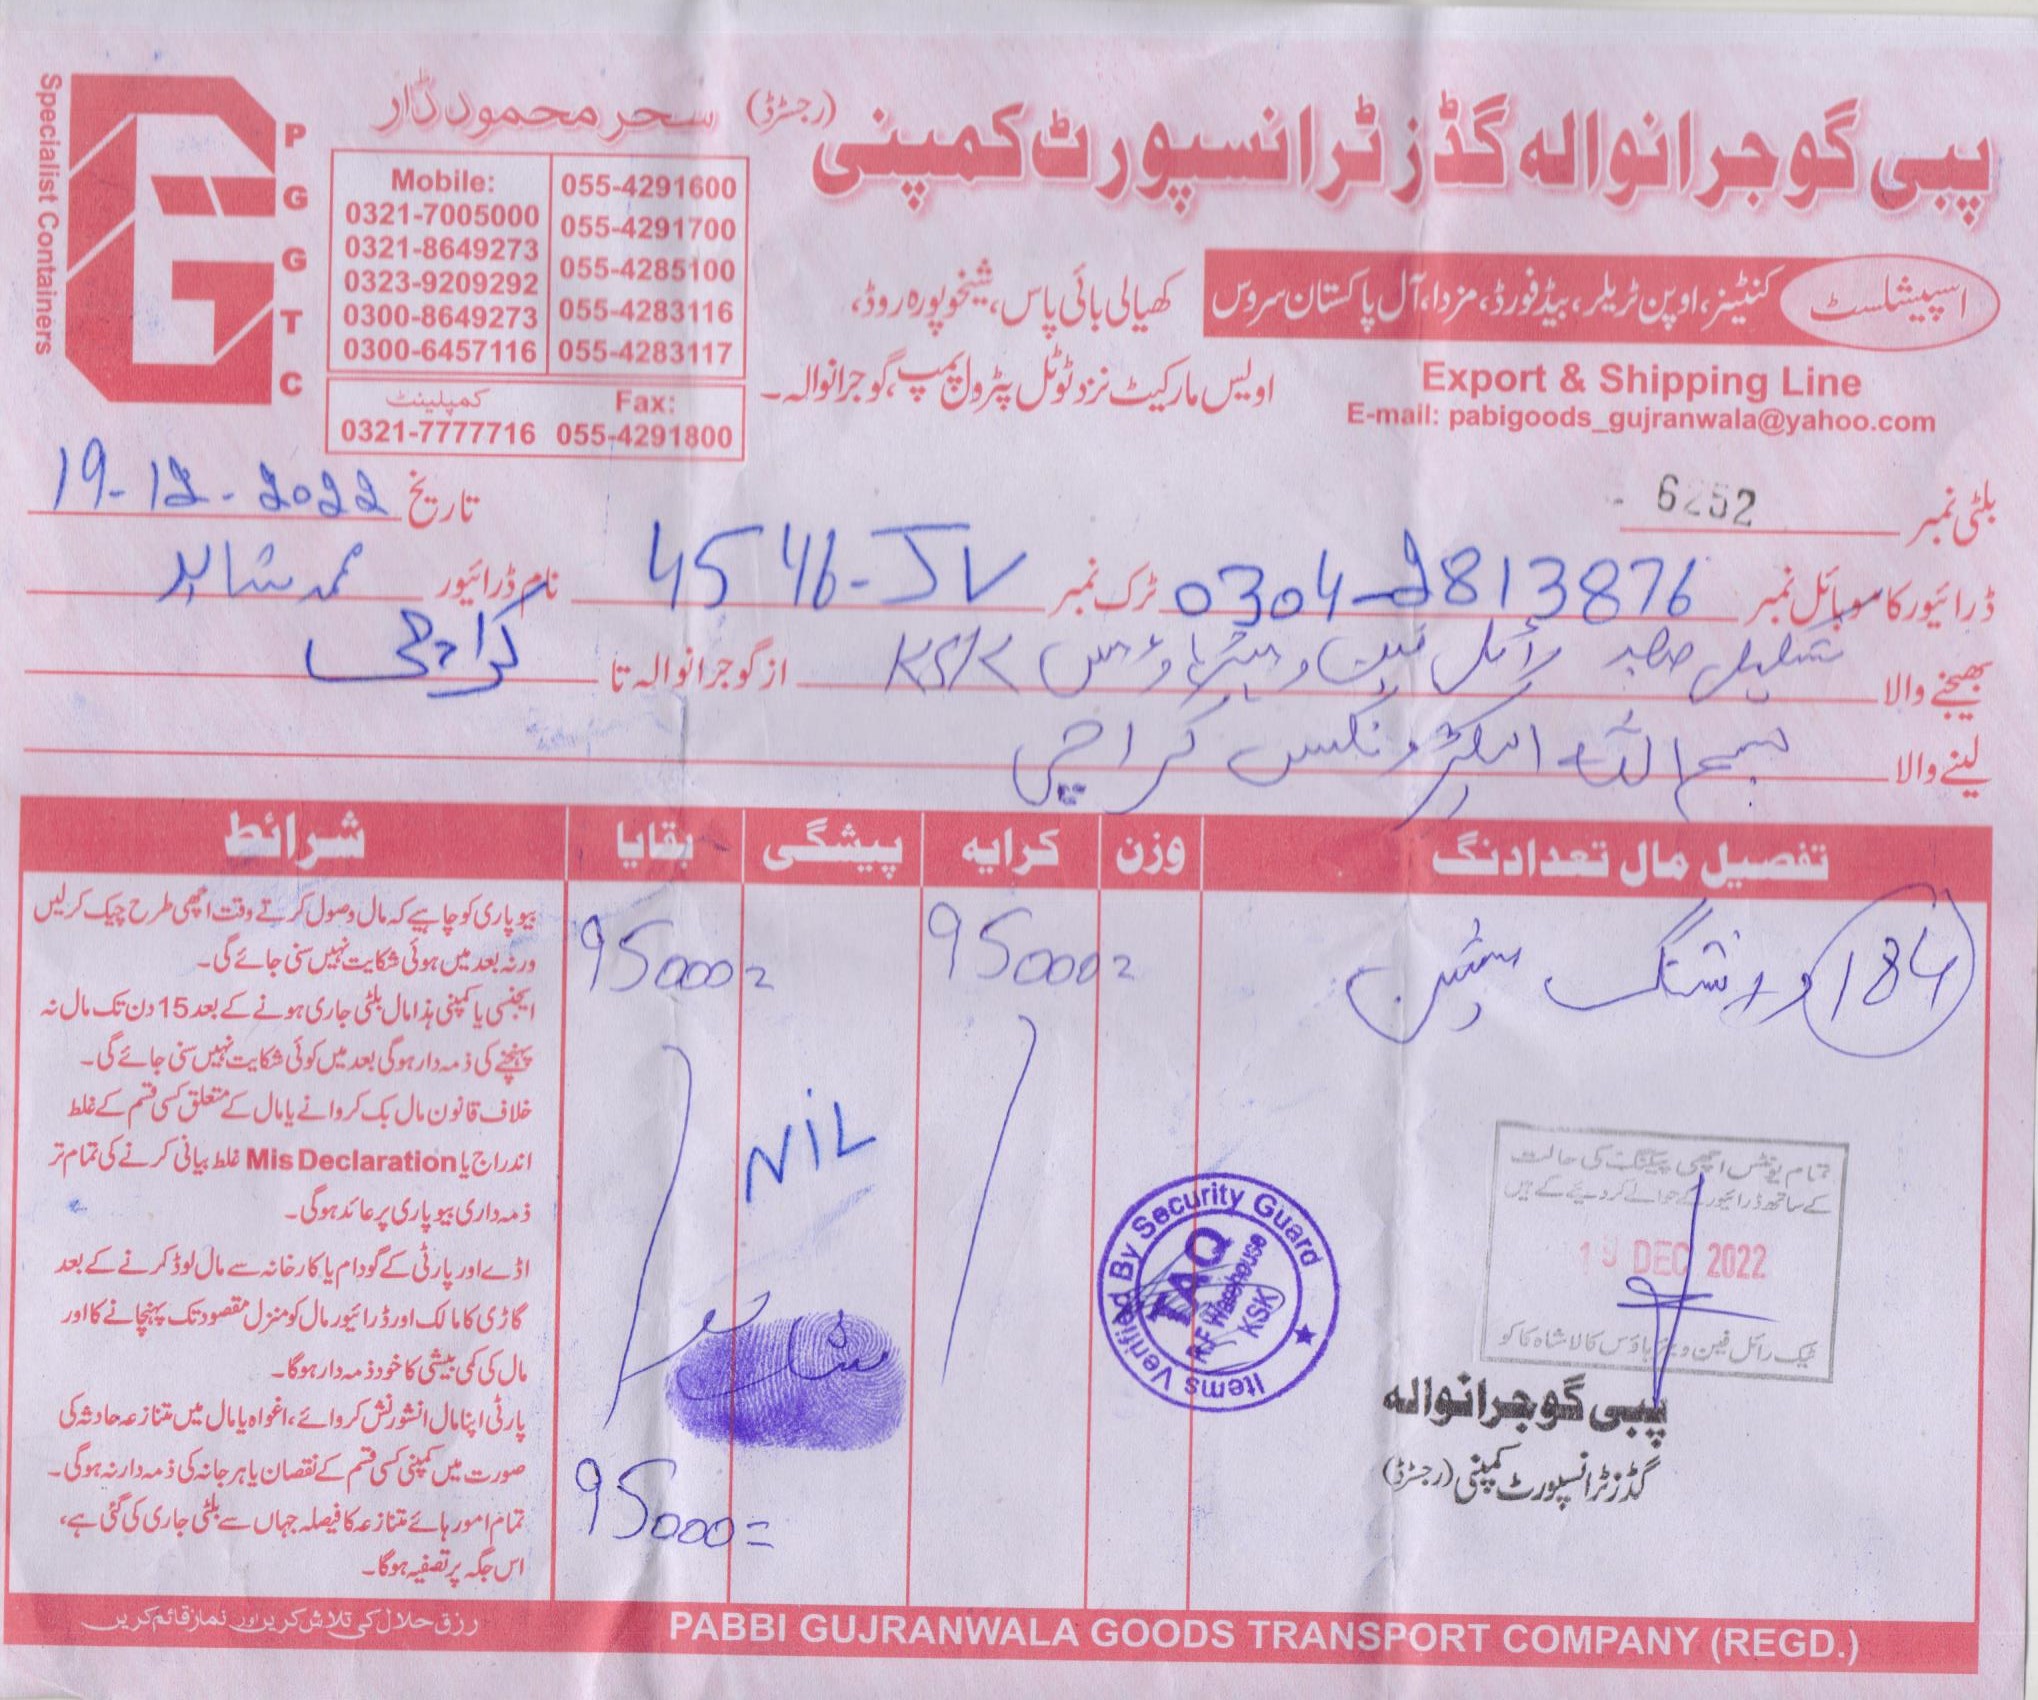 پبی گوجرانوالہ گڈز ٹرانسپورٹ کمپنی (رجسٹرڈ)
سحر محمود ڈار
P G G T C
Specialist Containers
Mobile:
0321-7005000
0321-8649273
0323-9209292
0300-8649273
0300-6457116
055-4291600
055-4291700
055-4285100
055-4283116
055-4283117
کمپلینٹ
0321-7777716
Fax:
055-4291800
اسپیشلسٹ کنٹینر، اوپن ٹریلر، بیڈفورڈ، مزدا، آل پاکستان سروس
Export & Shipping Line
E-mail: pabigoods_gujranwala@yahoo.com
کھیالی بائی پاس، شیخوپورہ روڈ،
اویس مارکیٹ نزد ٹوٹل پٹرول پمپ، گوجرانوالہ۔
بلٹی نمبر 6252
تاریخ 19-12-2022
ڈرائیور کا موبائل نمبر 0304-2813876 ٹرک نمبر 4546-JV نام ڈرائیور محمد شاہد
بھیجنے والا شکیل صاحب رائل فین ویئر ہاؤس KSK از گوجرانوالہ تا کراچی
لینے والا بسم اللہ الیکٹرونکس کراچی
تفصیل مال تعداد نگ وزن کرایہ پیشگی بقایا شرائط
184 واشنگ مشین
95000=
95000=
NiL
شاہد
95000=
تمام یونٹس اچھی پیکنگ کی حالت
کے ساتھ ڈرائیور کے حوالے کر دیئے گئے ہیں
19 DEC 2022
ٹیک رائل فین ویئر ہاؤس کالا شاہ کاکو
پبی گوجرانوالہ
گڈز ٹرانسپورٹ کمپنی (رجسٹرڈ)
Items Verified By Security Guard
TAQ
R.F Warehouse
KSK
بیوپاری کو چاہیے کہ مال وصول کرتے وقت اچھی طرح چیک کر لیں
ورنہ بعد میں ہوئی شکایت نہیں سنی جائے گی۔
ایجنسی یا کمپنی ہذا مال بلٹی جاری ہونے کے بعد 15 دن تک مال نہ
پہنچنے کی ذمہ دار ہوگی بعد میں کوئی شکایت نہیں سنی جائے گی۔
خلاف قانون مال بک کروانے یا مال کے متعلق کسی قسم کے غلط
اندراج یا Mis Declaration غلط بیانی کرنے کی تمام تر
ذمہ داری بیوپاری پر عائد ہوگی۔
اڈے اور پارٹی کے گودام یا کارخانہ سے مال لوڈ کرنے کے بعد
گاڑی کا مالک اور ڈرائیور مال کو منزل مقصود تک پہنچانے کا اور
مال کی کمی بیشی کا خود ذمہ دار ہوگا۔
پارٹی اپنا مال انشورنش کروائے، اغواہ یا مال میں متنازعہ حادثہ کی
صورت میں کمپنی کسی قسم کے نقصان یا ہرجانہ کی ذمہ دار نہ ہوگی۔
تمام امور ہائے متنازعہ کا فیصلہ جہاں سے بلٹی جاری کی گئی ہے،
اس جگہ پر تصفیہ ہوگا۔
رزق حلال کی تلاش کریں اور نماز قائم کریں
PABBI GUJRANWALA GOODS TRANSPORT COMPANY (REGD.)